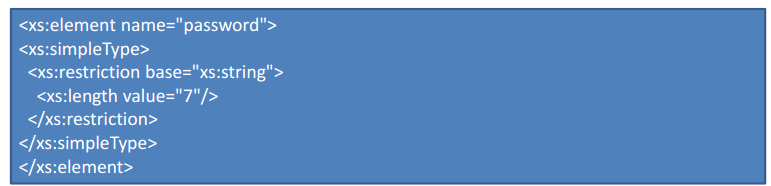 <xs:element name="password">
<xs:simpleType>
<xs:restriction base="xs:string">
<xs:length value="7"/>
</xs:restriction>
</xs:simpleType>
</xs:element>